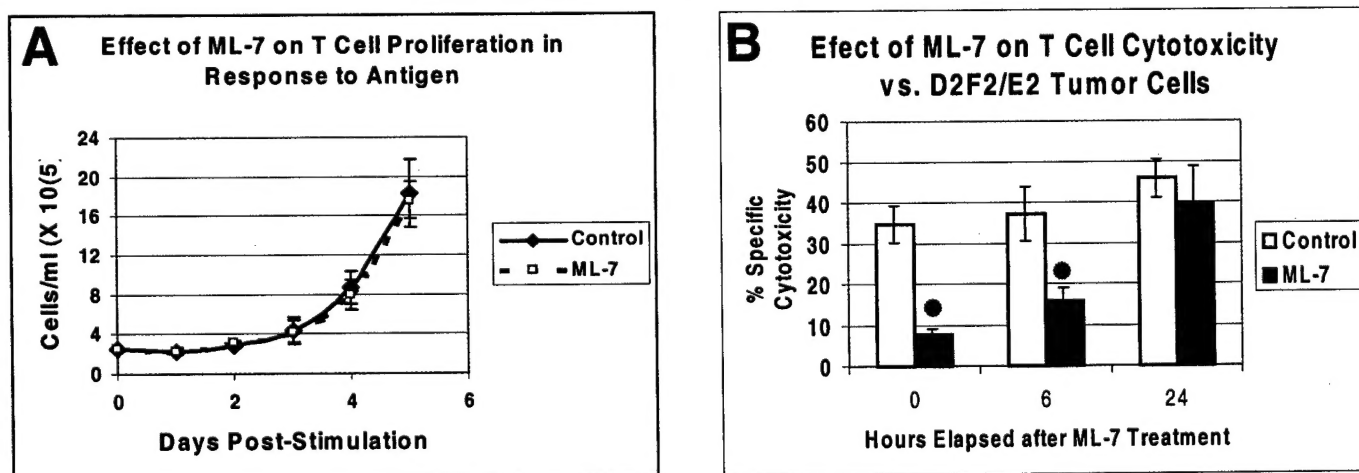 A
Effect of ML-7 on T Cell Proliferation in
Response to Antigen
Cells/ml (X 10(5
24
20
16
12
8
4
0
0 2 4 6
Days Post-Stimulation
Control
ML-7
B
Efect of ML-7 on T Cell Cytotoxicity
vs. D2F2/E2 Tumor Cells
% Specific
Cytotoxicity
60
50
40
30
20
10
0
0 6 24
Hours Elapsed after ML-7 Treatment
Control
ML-7